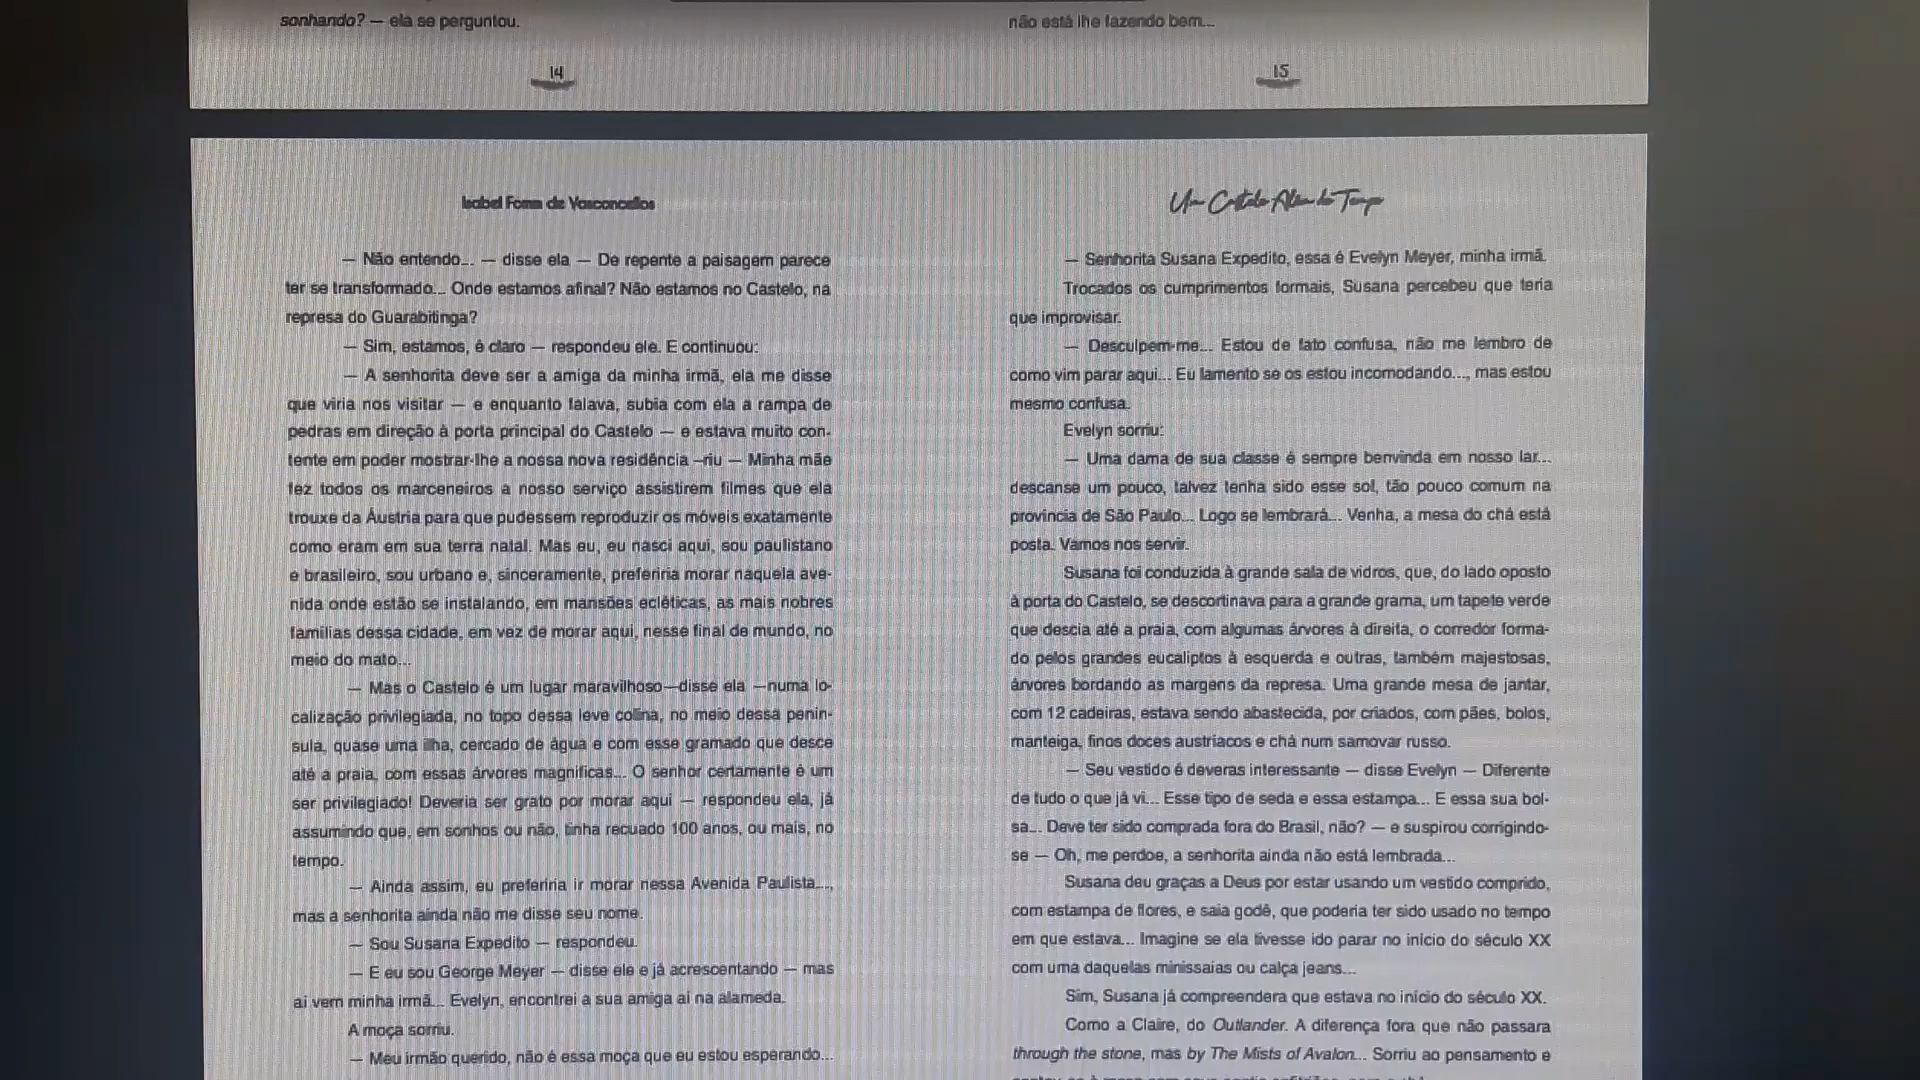 sonhando? — ela se perguntou.
14
não está lhe fazendo bem...
15
Isabel Fomm de Vasconcellos
— Não entendo... — disse ela — De repente a paisagem parece
ter se transformado... Onde estamos afinal? Não estamos no Castelo, na
represa do Guarabitinga?
— Sim, estamos, é claro — respondeu ele. E continuou:
— A senhorita deve ser a amiga da minha irmã, ela me disse
que viria nos visitar — e enquanto falava, subia com ela a rampa de
pedras em direção à porta principal do Castelo — e estava muito con-
tente em poder mostrar-lhe a nossa nova residência –riu — Minha mãe
fez todos os marceneiros a nosso serviço assistirem filmes que ela
trouxe da Áustria para que pudessem reproduzir os móveis exatamente
como eram em sua terra natal. Mas eu, eu nasci aqui, sou paulistano
e brasileiro, sou urbano e, sinceramente, preferiria morar naquela ave-
nida onde estão se instalando, em mansões ecléticas, as mais nobres
famílias dessa cidade, em vez de morar aqui, nesse final de mundo, no
meio do mato...
— Mas o Castelo é um lugar maravilhoso—disse ela —numa lo-
calização privilegiada, no topo dessa leve colina, no meio dessa penín-
sula, quase uma ilha, cercado de água e com esse gramado que desce
até a praia, com essas árvores magníficas... O senhor certamente é um
ser privilegiado! Deveria ser grato por morar aqui — respondeu ela, já
assumindo que, em sonhos ou não, tinha recuado 100 anos, ou mais, no
tempo.
— Ainda assim, eu preferiria ir morar nessa Avenida Paulista...,
mas a senhorita ainda não me disse seu nome.
— Sou Susana Expedito — respondeu.
— E eu sou George Meyer — disse ele e já acrescentando — mas
aí vem minha irmã... Evelyn, encontrei a sua amiga aí na alameda.
A moça sorriu.
— Meu irmão querido, não é essa moça que eu estou esperando...
Um Castelo Além do Tempo
— Senhorita Susana Expedito, essa é Evelyn Meyer, minha irmã.
Trocados os cumprimentos formais, Susana percebeu que teria
que improvisar.
— Desculpem-me... Estou de fato confusa, não me lembro de
como vim parar aqui... Eu lamento se os estou incomodando..., mas estou
mesmo confusa.
Evelyn sorriu:
— Uma dama de sua classe é sempre benvinda em nosso lar...
descanse um pouco, talvez tenha sido esse sol, tão pouco comum na
província de São Paulo... Logo se lembrará... Venha, a mesa do chá está
posta. Vamos nos servir.
Susana foi conduzida à grande sala de vidros, que, do lado oposto
à porta do Castelo, se descortinava para a grande grama, um tapete verde
que descia até a praia, com algumas árvores à direita, o corredor forma-
do pelos grandes eucaliptos à esquerda e outras, também majestosas,
árvores bordando as margens da represa. Uma grande mesa de jantar,
com 12 cadeiras, estava sendo abastecida, por criados, com pães, bolos,
manteiga, finos doces austríacos e chá num samovar russo.
— Seu vestido é deveras interessante — disse Evelyn — Diferente
de tudo o que já vi... Esse tipo de seda e essa estampa... E essa sua bol-
sa... Deve ter sido comprada fora do Brasil, não? — e suspirou corrigindo-
se — Oh, me perdoe, a senhorita ainda não está lembrada...
Susana deu graças a Deus por estar usando um vestido comprido,
com estampa de flores, e saia godê, que poderia ter sido usado no tempo
em que estava... Imagine se ela tivesse ido parar no início do século XX
com uma daquelas minissaias ou calça jeans...
Sim, Susana já compreendera que estava no início do século XX.
Como a Claire, do Outlander. A diferença fora que não passara
through the stone, mas by The Mists of Avalon... Sorriu ao pensamento e